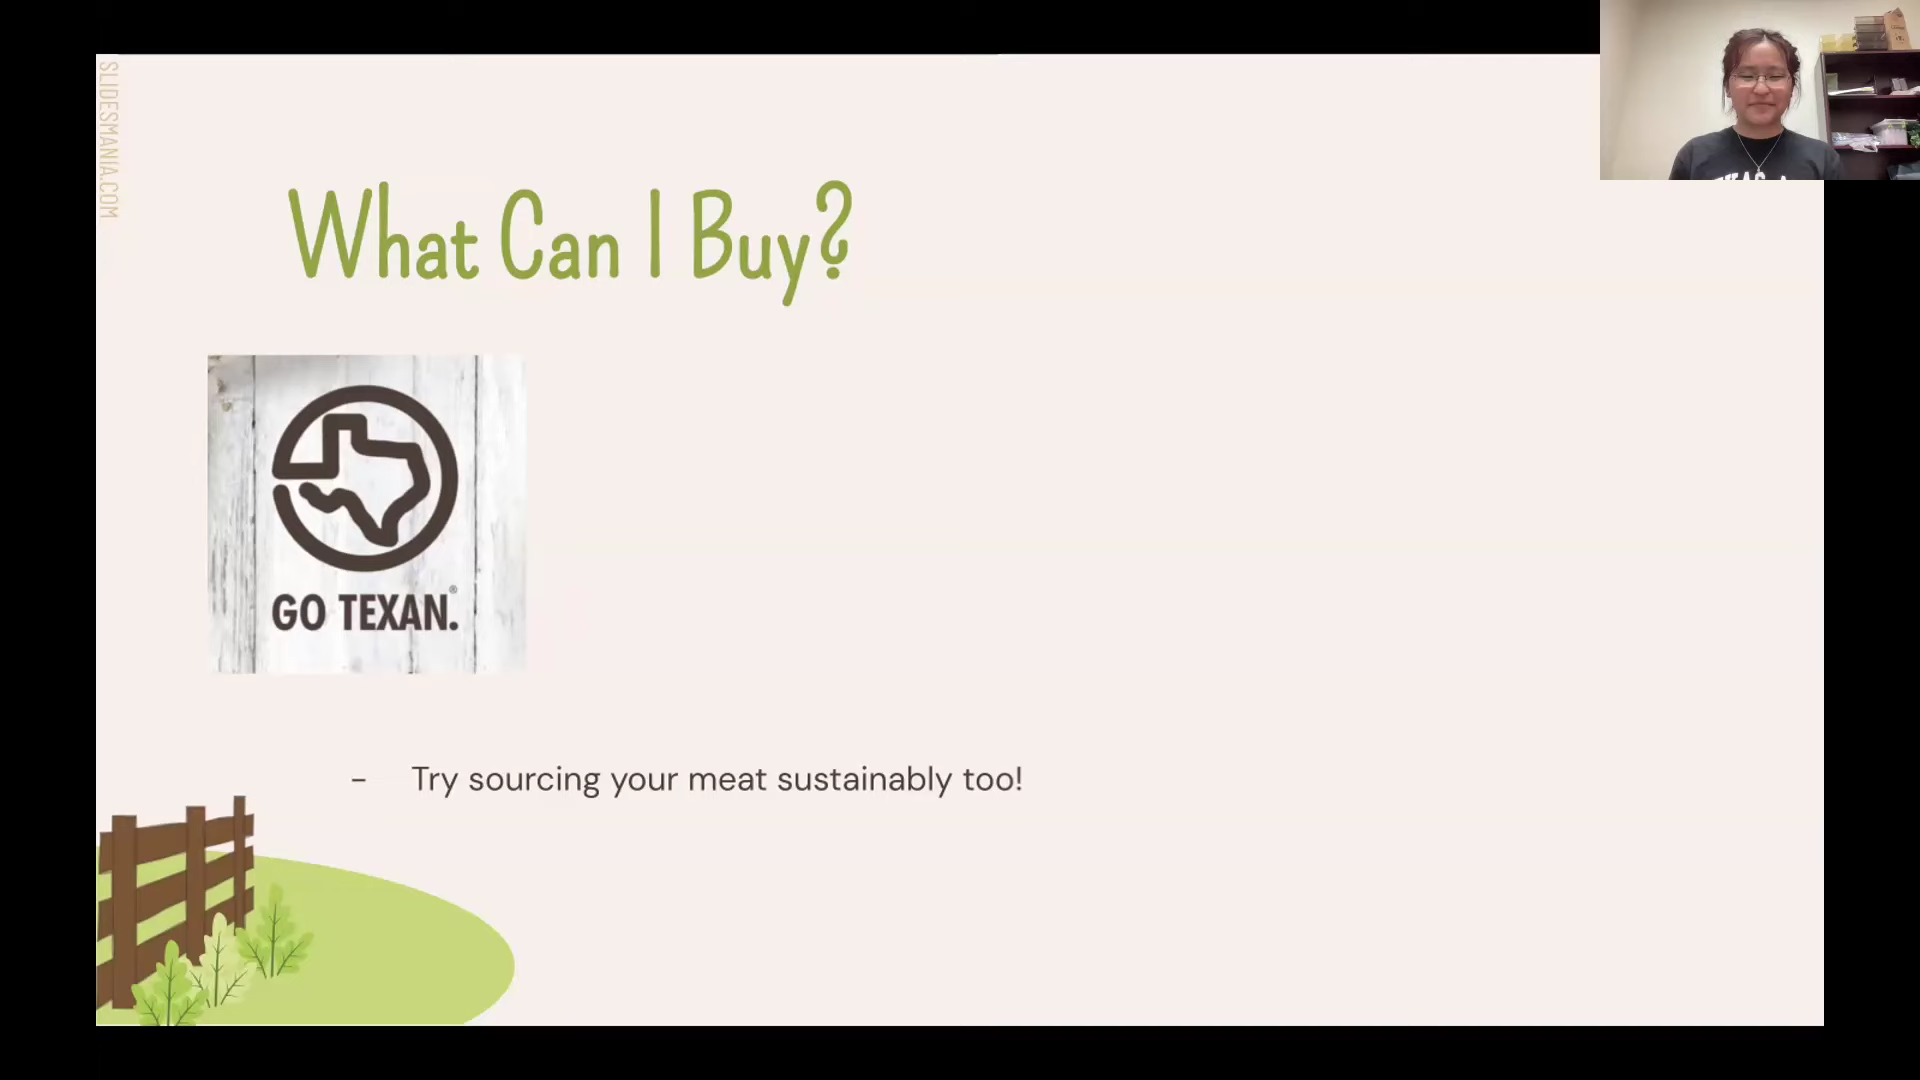 SLIDESMANIA.COM
What Can I Buy?
GO TEXAN.®
- Try sourcing your meat sustainably too!